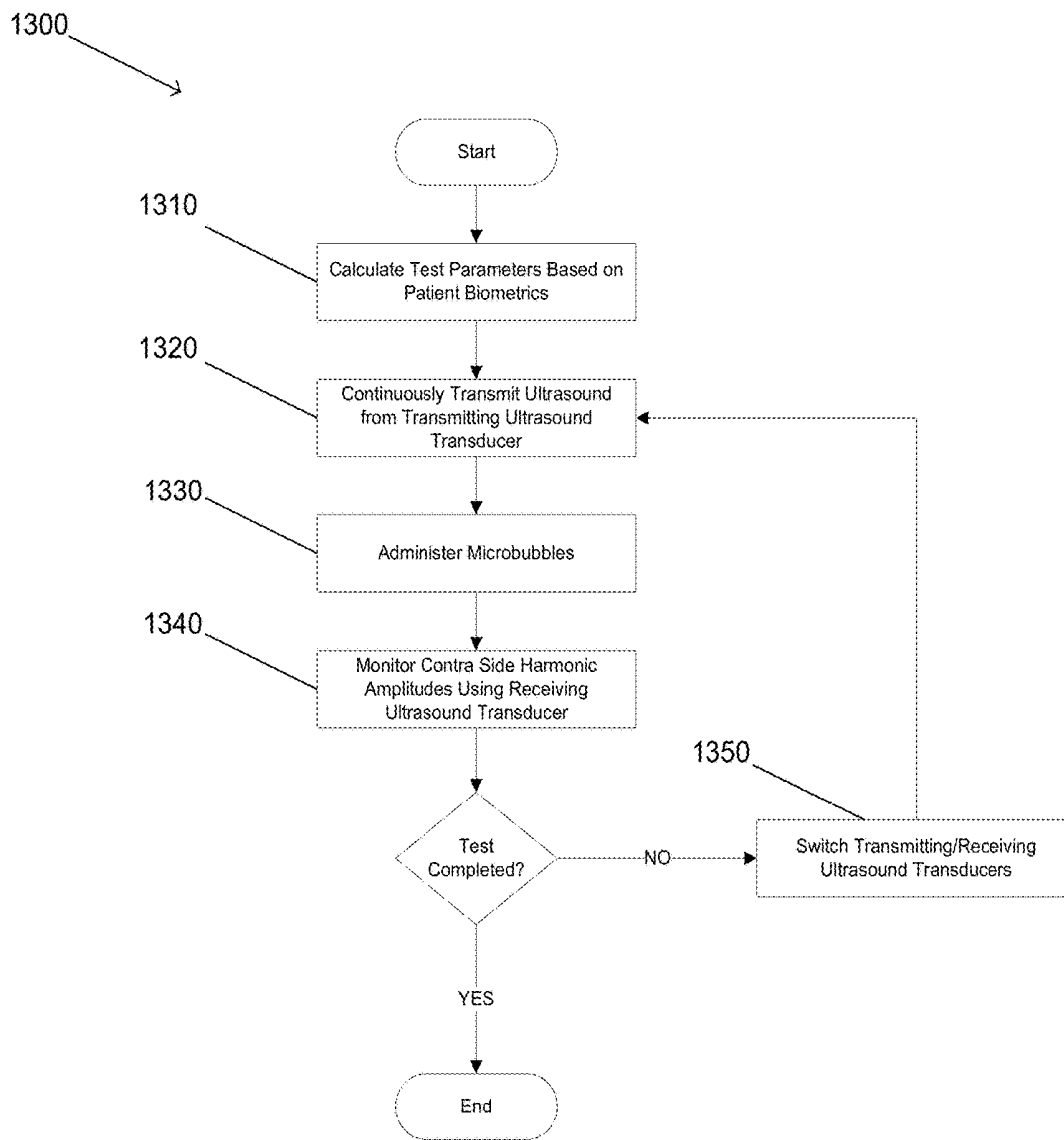 1300
Start
1310
Calculate Test Parameters Based on
Patient Biometrics
1320
Continuously Transmit Ultrasound
from Transmitting Ultrasound
Transducer
1330
Administer Microbubbles
1340
Monitor Contra Side Harmonic
Amplitudes Using Receiving
Ultrasound Transducer
1350
Test
Completed?
NO
Switch Transmitting/Receiving
Ultrasound Transducers
YES
End